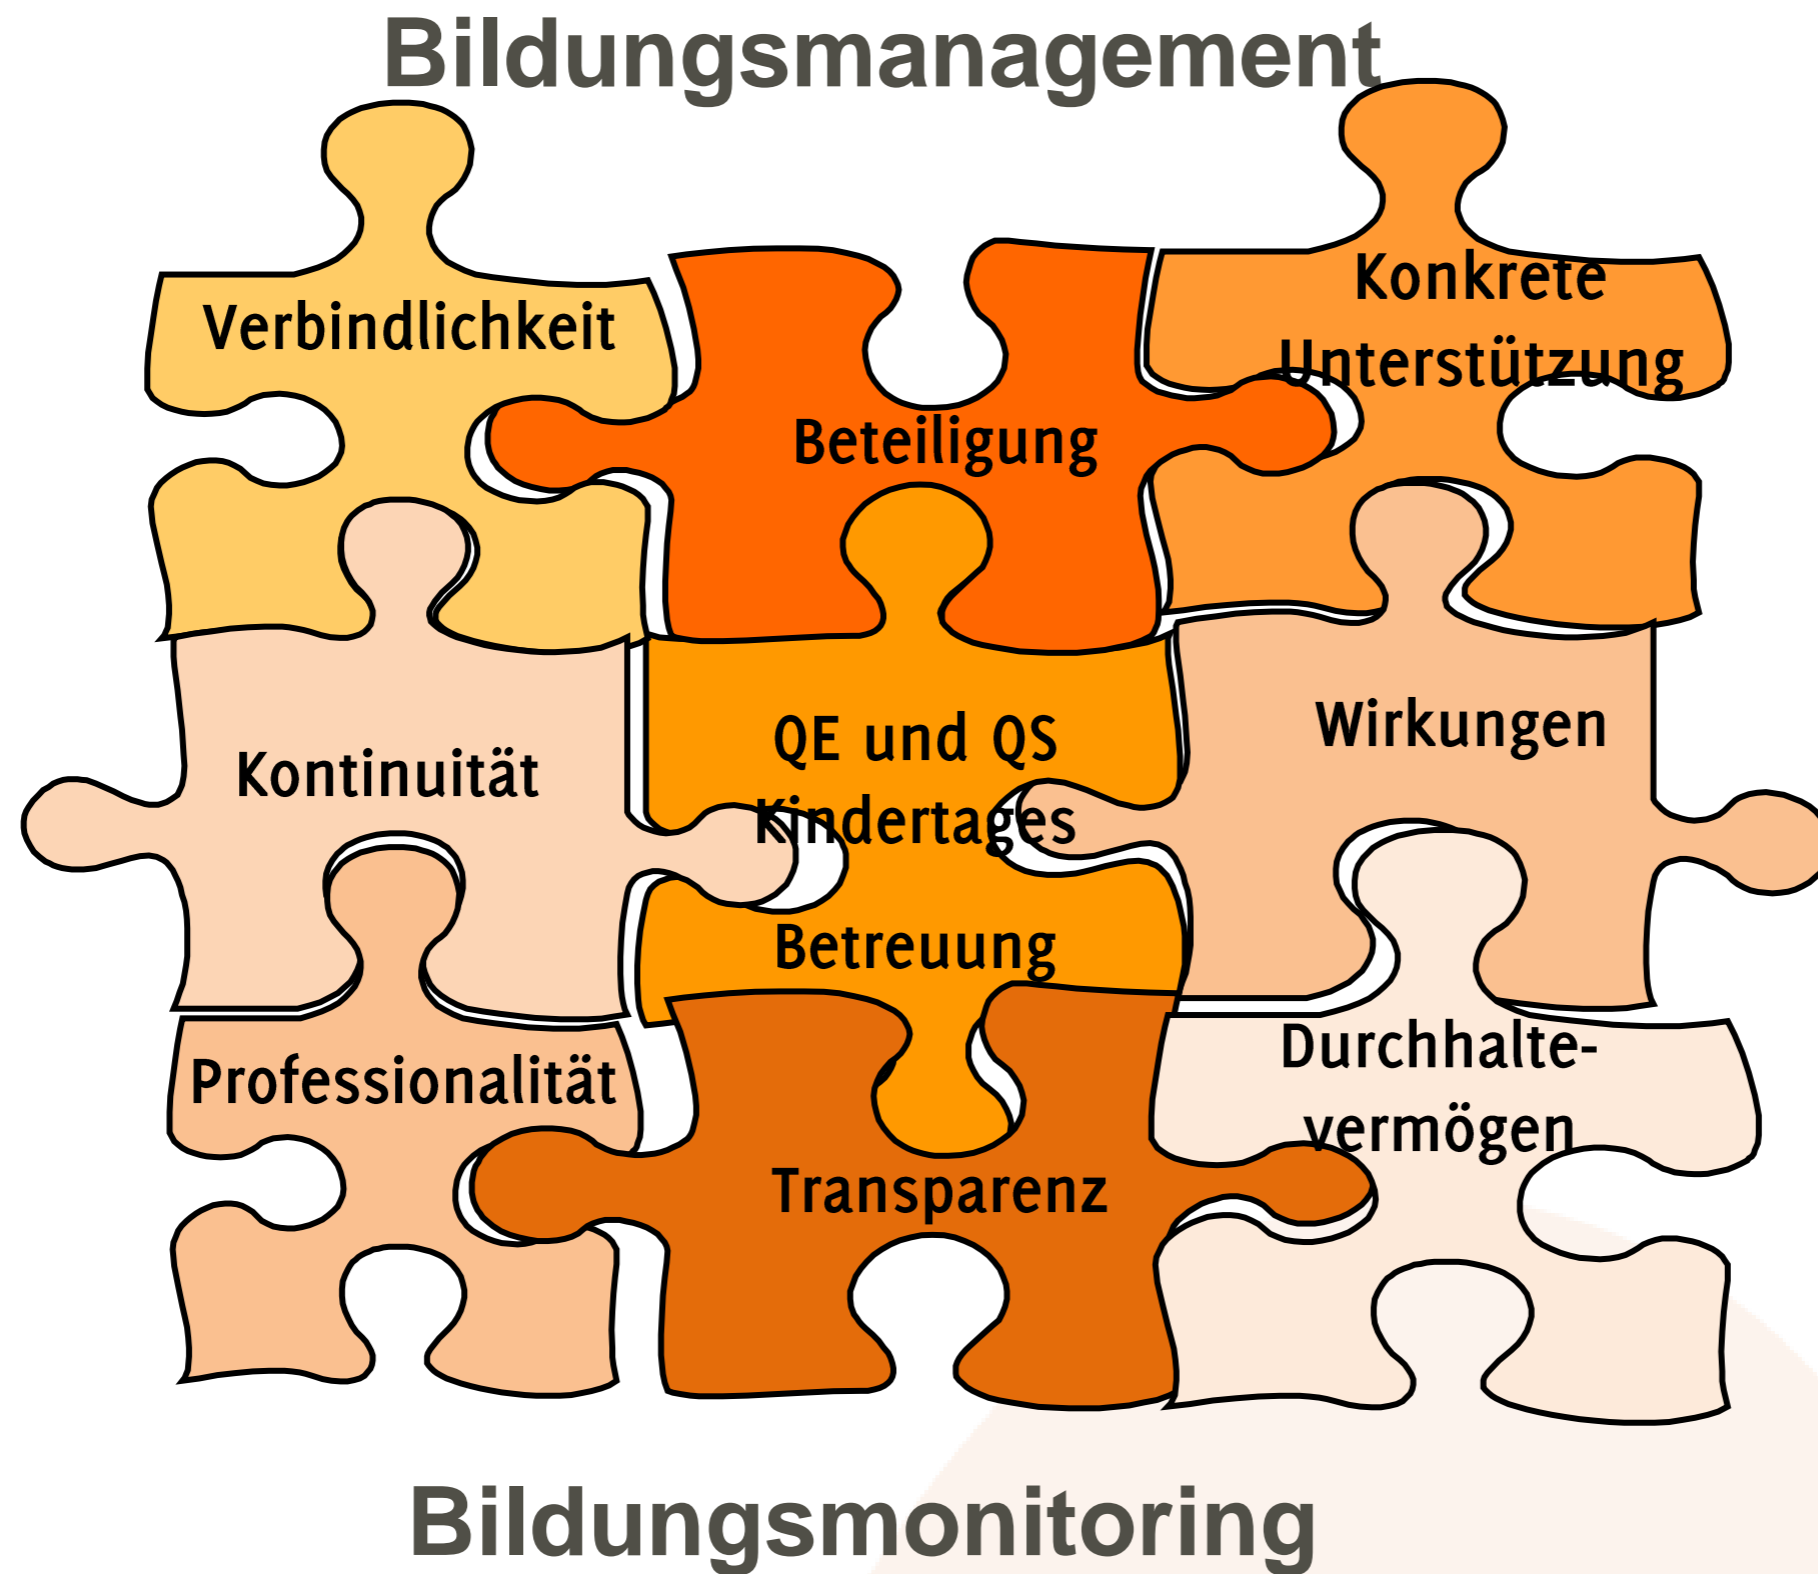 Bildungsmanagement
Verbindlichkeit
Beteiligung
Konkrete
Unterstützung
Kontinuität
QE und QS
Kindertages
Betreuung
Wirkungen
Professionalität
Transparenz
Durchhalte-
vermögen
Bildungsmonitoring